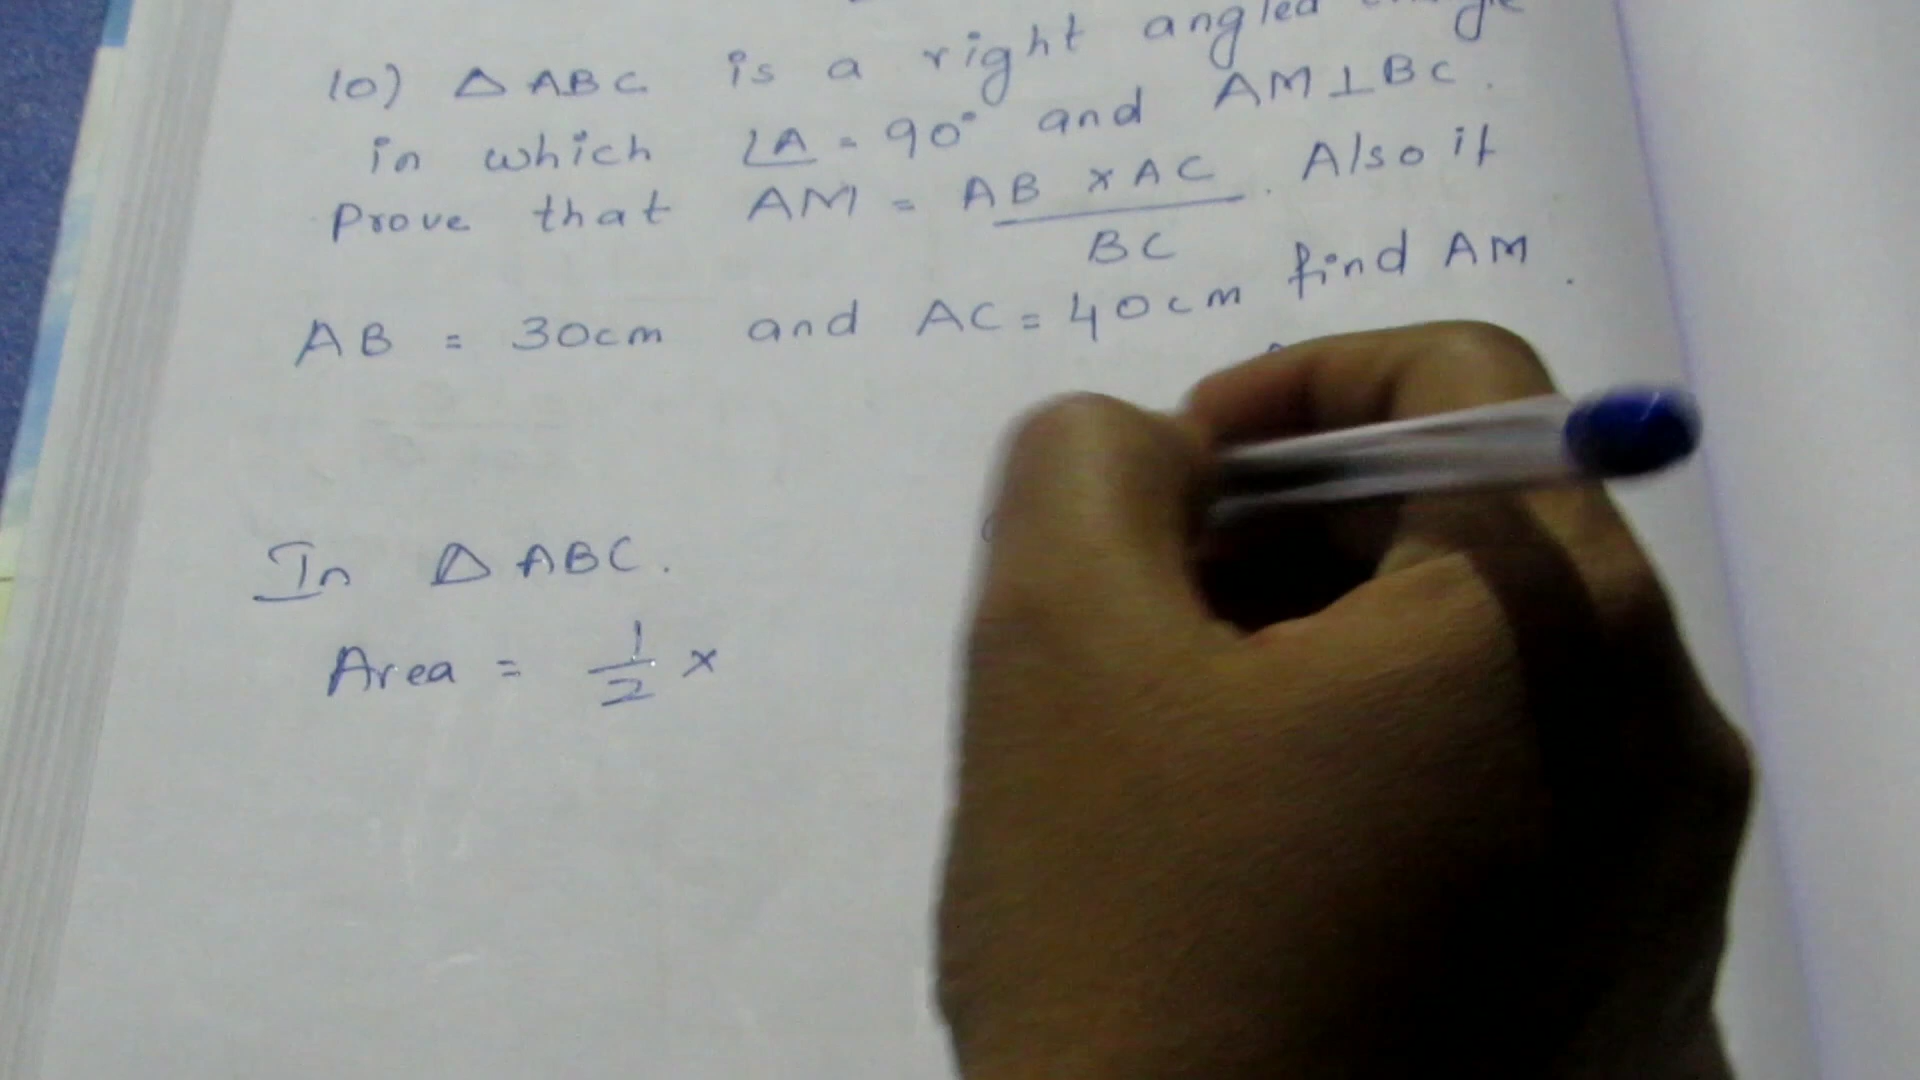 10) △ ABC is a right angled
in which ∠A = 90° and AM⊥BC.
Prove that AM = AB × AC / BC. Also if
AB = 30cm and AC = 40cm find AM.
In △ ABC.
Area = 1/2 ×